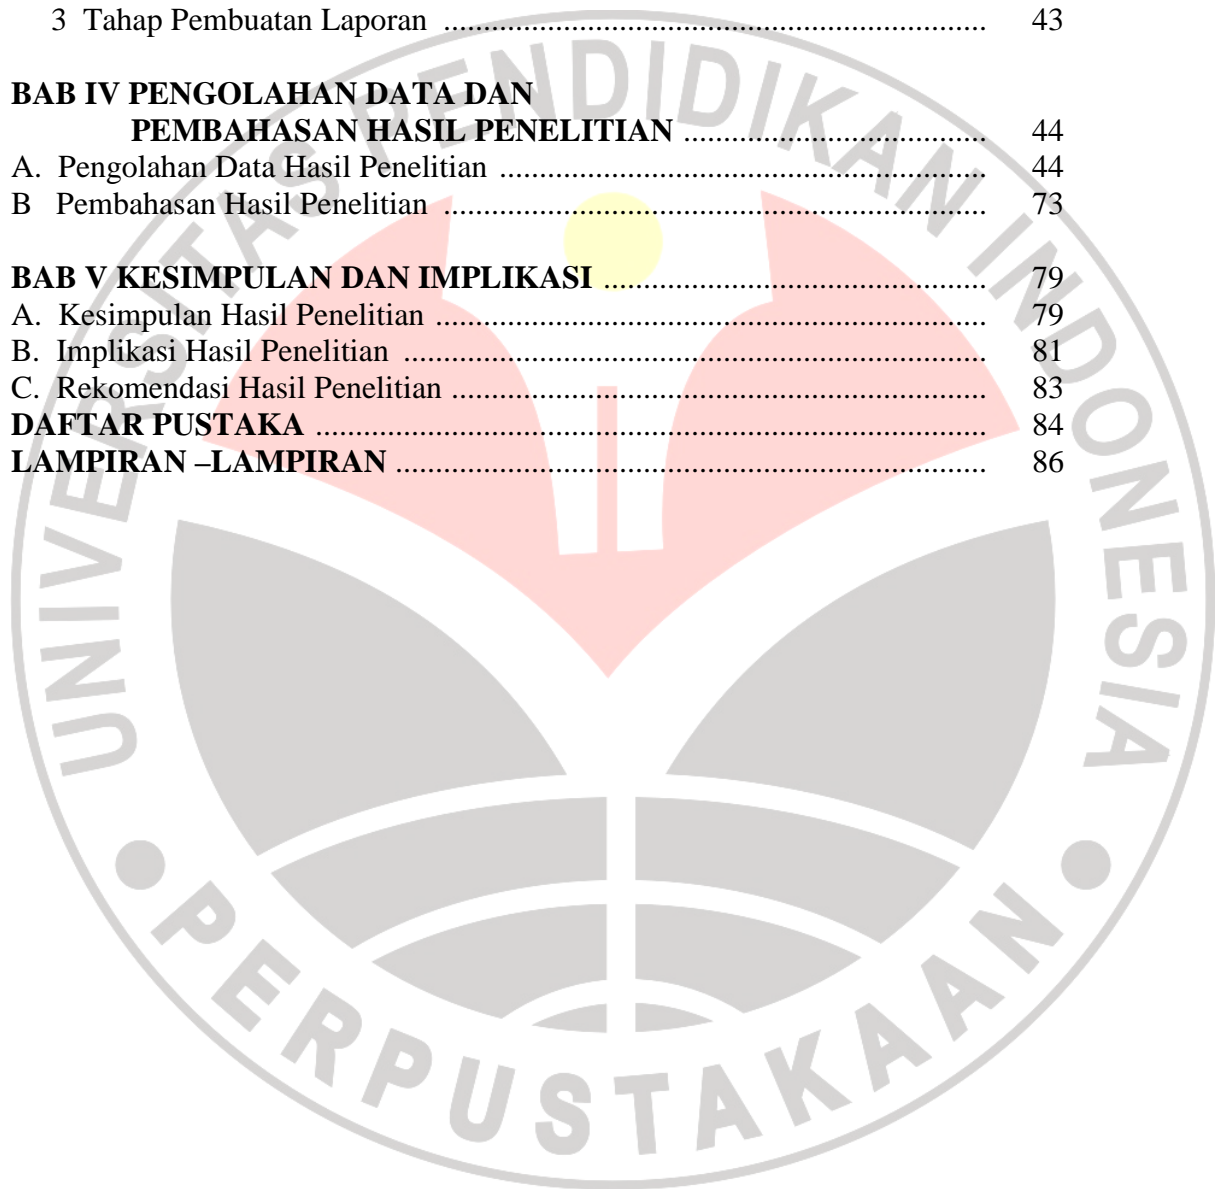 3 Tahap Pembuatan Laporan .................................................................... 43
BAB IV PENGOLAHAN DATA DAN
PEMBAHASAN HASIL PENELITIAN ...................................... 44
A. Pengolahan Data Hasil Penelitian ............................................................. 44
B Pembahasan Hasil Penelitian .................................................................... 73
BAB V KESIMPULAN DAN IMPLIKASI ................................................ 79
A. Kesimpulan Hasil Penelitian ..................................................................... 79
B. Implikasi Hasil Penelitian ......................................................................... 81
C. Rekomendasi Hasil Penelitian ................................................................... 83
DAFTAR PUSTAKA .................................................................................... 84
LAMPIRAN –LAMPIRAN .......................................................................... 86
UNIVERSITAS PENDIDIKAN INDONESIA
PERPUSTAKAAN